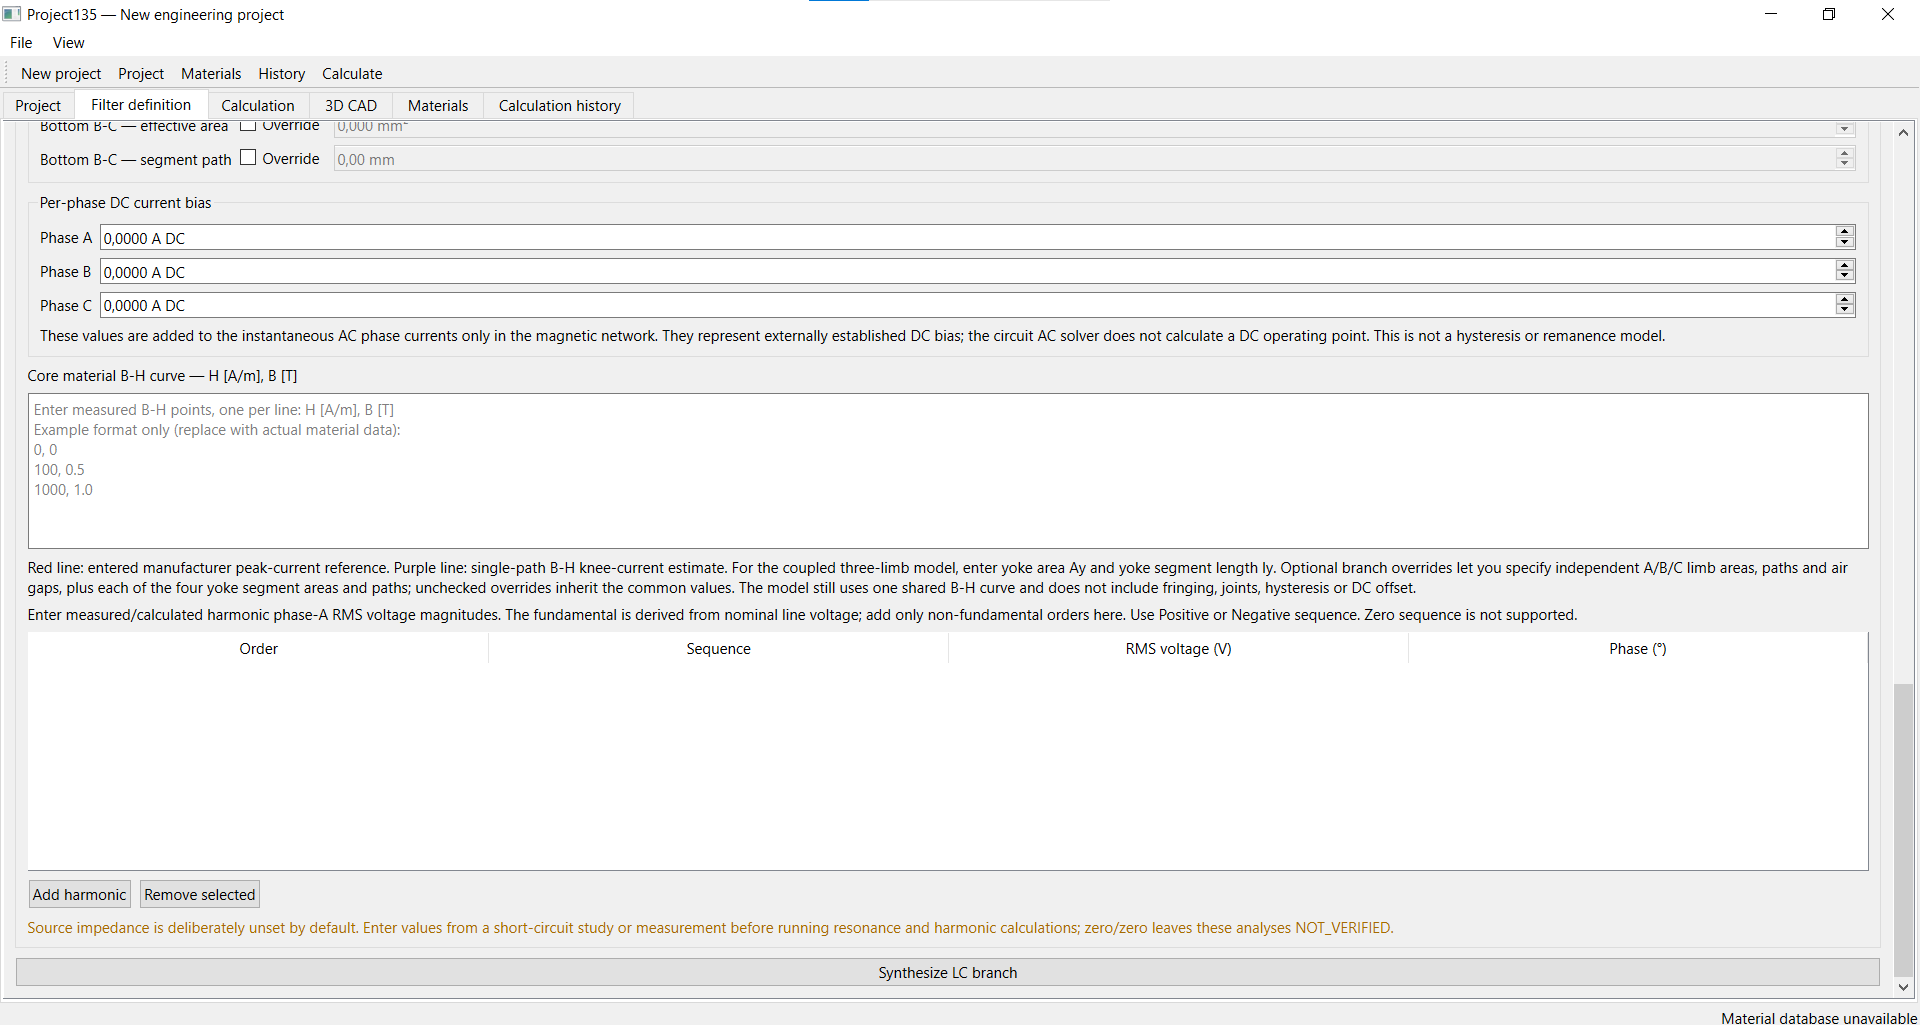 Project135 — New engineering project
File View
New project Project Materials History Calculate
Project Filter definition Calculation 3D CAD Materials Calculation history
Bottom B-C — effective area Override 0,000 mm²
Bottom B-C — segment path Override 0,00 mm
Per-phase DC current bias
Phase A 0,0000 A DC
Phase B 0,0000 A DC
Phase C 0,0000 A DC
These values are added to the instantaneous AC phase currents only in the magnetic network. They represent externally established DC bias; the circuit AC solver does not calculate a DC operating point. This is not a hysteresis or remanence model.
Core material B-H curve — H [A/m], B [T]
Enter measured B-H points, one per line: H [A/m], B [T]
Example format only (replace with actual material data):
0, 0
100, 0.5
1000, 1.0
Red line: entered manufacturer peak-current reference. Purple line: single-path B-H knee-current estimate. For the coupled three-limb model, enter yoke area Ay and yoke segment length ly. Optional branch overrides let you specify independent A/B/C limb areas, paths and air
gaps, plus each of the four yoke segment areas and paths; unchecked overrides inherit the common values. The model still uses one shared B-H curve and does not include fringing, joints, hysteresis or DC offset.
Enter measured/calculated harmonic phase-A RMS voltage magnitudes. The fundamental is derived from nominal line voltage; add only non-fundamental orders here. Use Positive or Negative sequence. Zero sequence is not supported.
Order Sequence RMS voltage (V) Phase (°)
Add harmonic Remove selected
Source impedance is deliberately unset by default. Enter values from a short-circuit study or measurement before running resonance and harmonic calculations; zero/zero leaves these analyses NOT_VERIFIED.
Synthesize LC branch
Material database unavailable